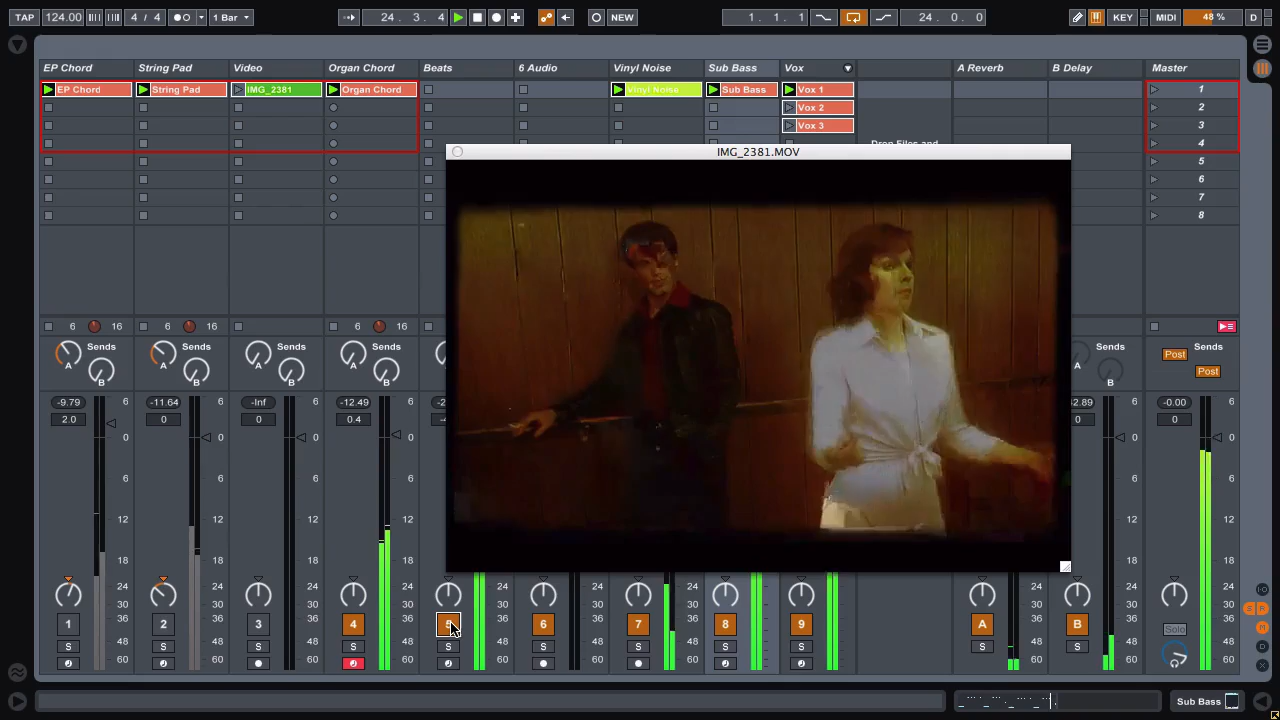 TAP 124.00 4 / 4 1 Bar 24 . 3 . 4 NEW 1 . 1 . 1 24 . 0 . 0 KEY MIDI 48 % D
EP Chord String Pad Video Organ Chord Beats 6 Audio Vinyl Noise Sub Bass Vox A Reverb B Delay Master
EP Chord String Pad IMG_2381 Organ Chord Vinyl Noise Sub Bass Vox 1 1
Vox 2 2
Vox 3 3
Drop Files and 4
IMG_2381.MOV
5
6
7
8
6 16 6 16 6 16
Sends Sends Sends Sends Sends Sends
Post
A A A A A
Post
B B B B B
-9.79 6 -11.64 6 -Inf 6 -12.49 6 6 -0.00 6
2.0 0 0 0.4 0 0
0 0 0 0 0 0
6 6 6 6 6 6
12 12 12 12 12 12
18 18 18 18 18 18
24 24 24 24 24 24 24 24 24 24 24
30 30 30 30 30 30 30 30 30 30 30
1 36 2 36 3 36 4 36 5 36 6 36 7 36 8 36 9 A 36 B 36 Solo 36
S 48 S 48 S 48 S 48 S 48 S 48 S 48 S 48 S S 48 S 48 48
60 60 60 60 60 60 60 60 60 60 60
Sub Bass